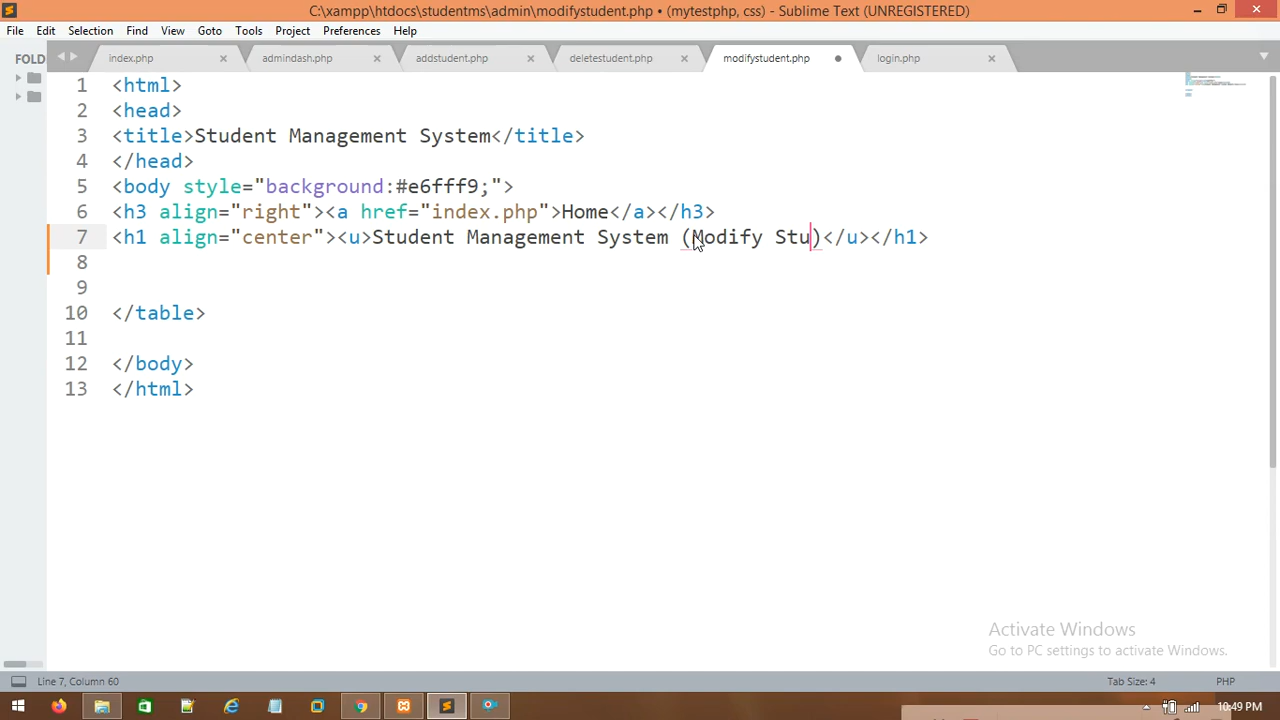 C:\xampp\htdocs\studentms\admin\modifystudent.php • (mytestphp, css) - Sublime Text (UNREGISTERED)
File Edit Selection Find View Goto Tools Project Preferences Help
FOLD
index.php admindash.php addstudent.php deletestudent.php modifystudent.php login.php
1 <html>
2 <head>
3 <title>Student Management System</title>
4 </head>
5 <body style="background:#e6fff9;">
6 <h3 align="right"><a href="index.php">Home</a></h3>
7 <h1 align="center"><u>Student Management System (Modify Stu)</u></h1>
8
9
10 </table>
11
12 </body>
13 </html>
Activate Windows
Go to PC settings to activate Windows.
Line 7, Column 60 Tab Size: 4 PHP
10:49 PM